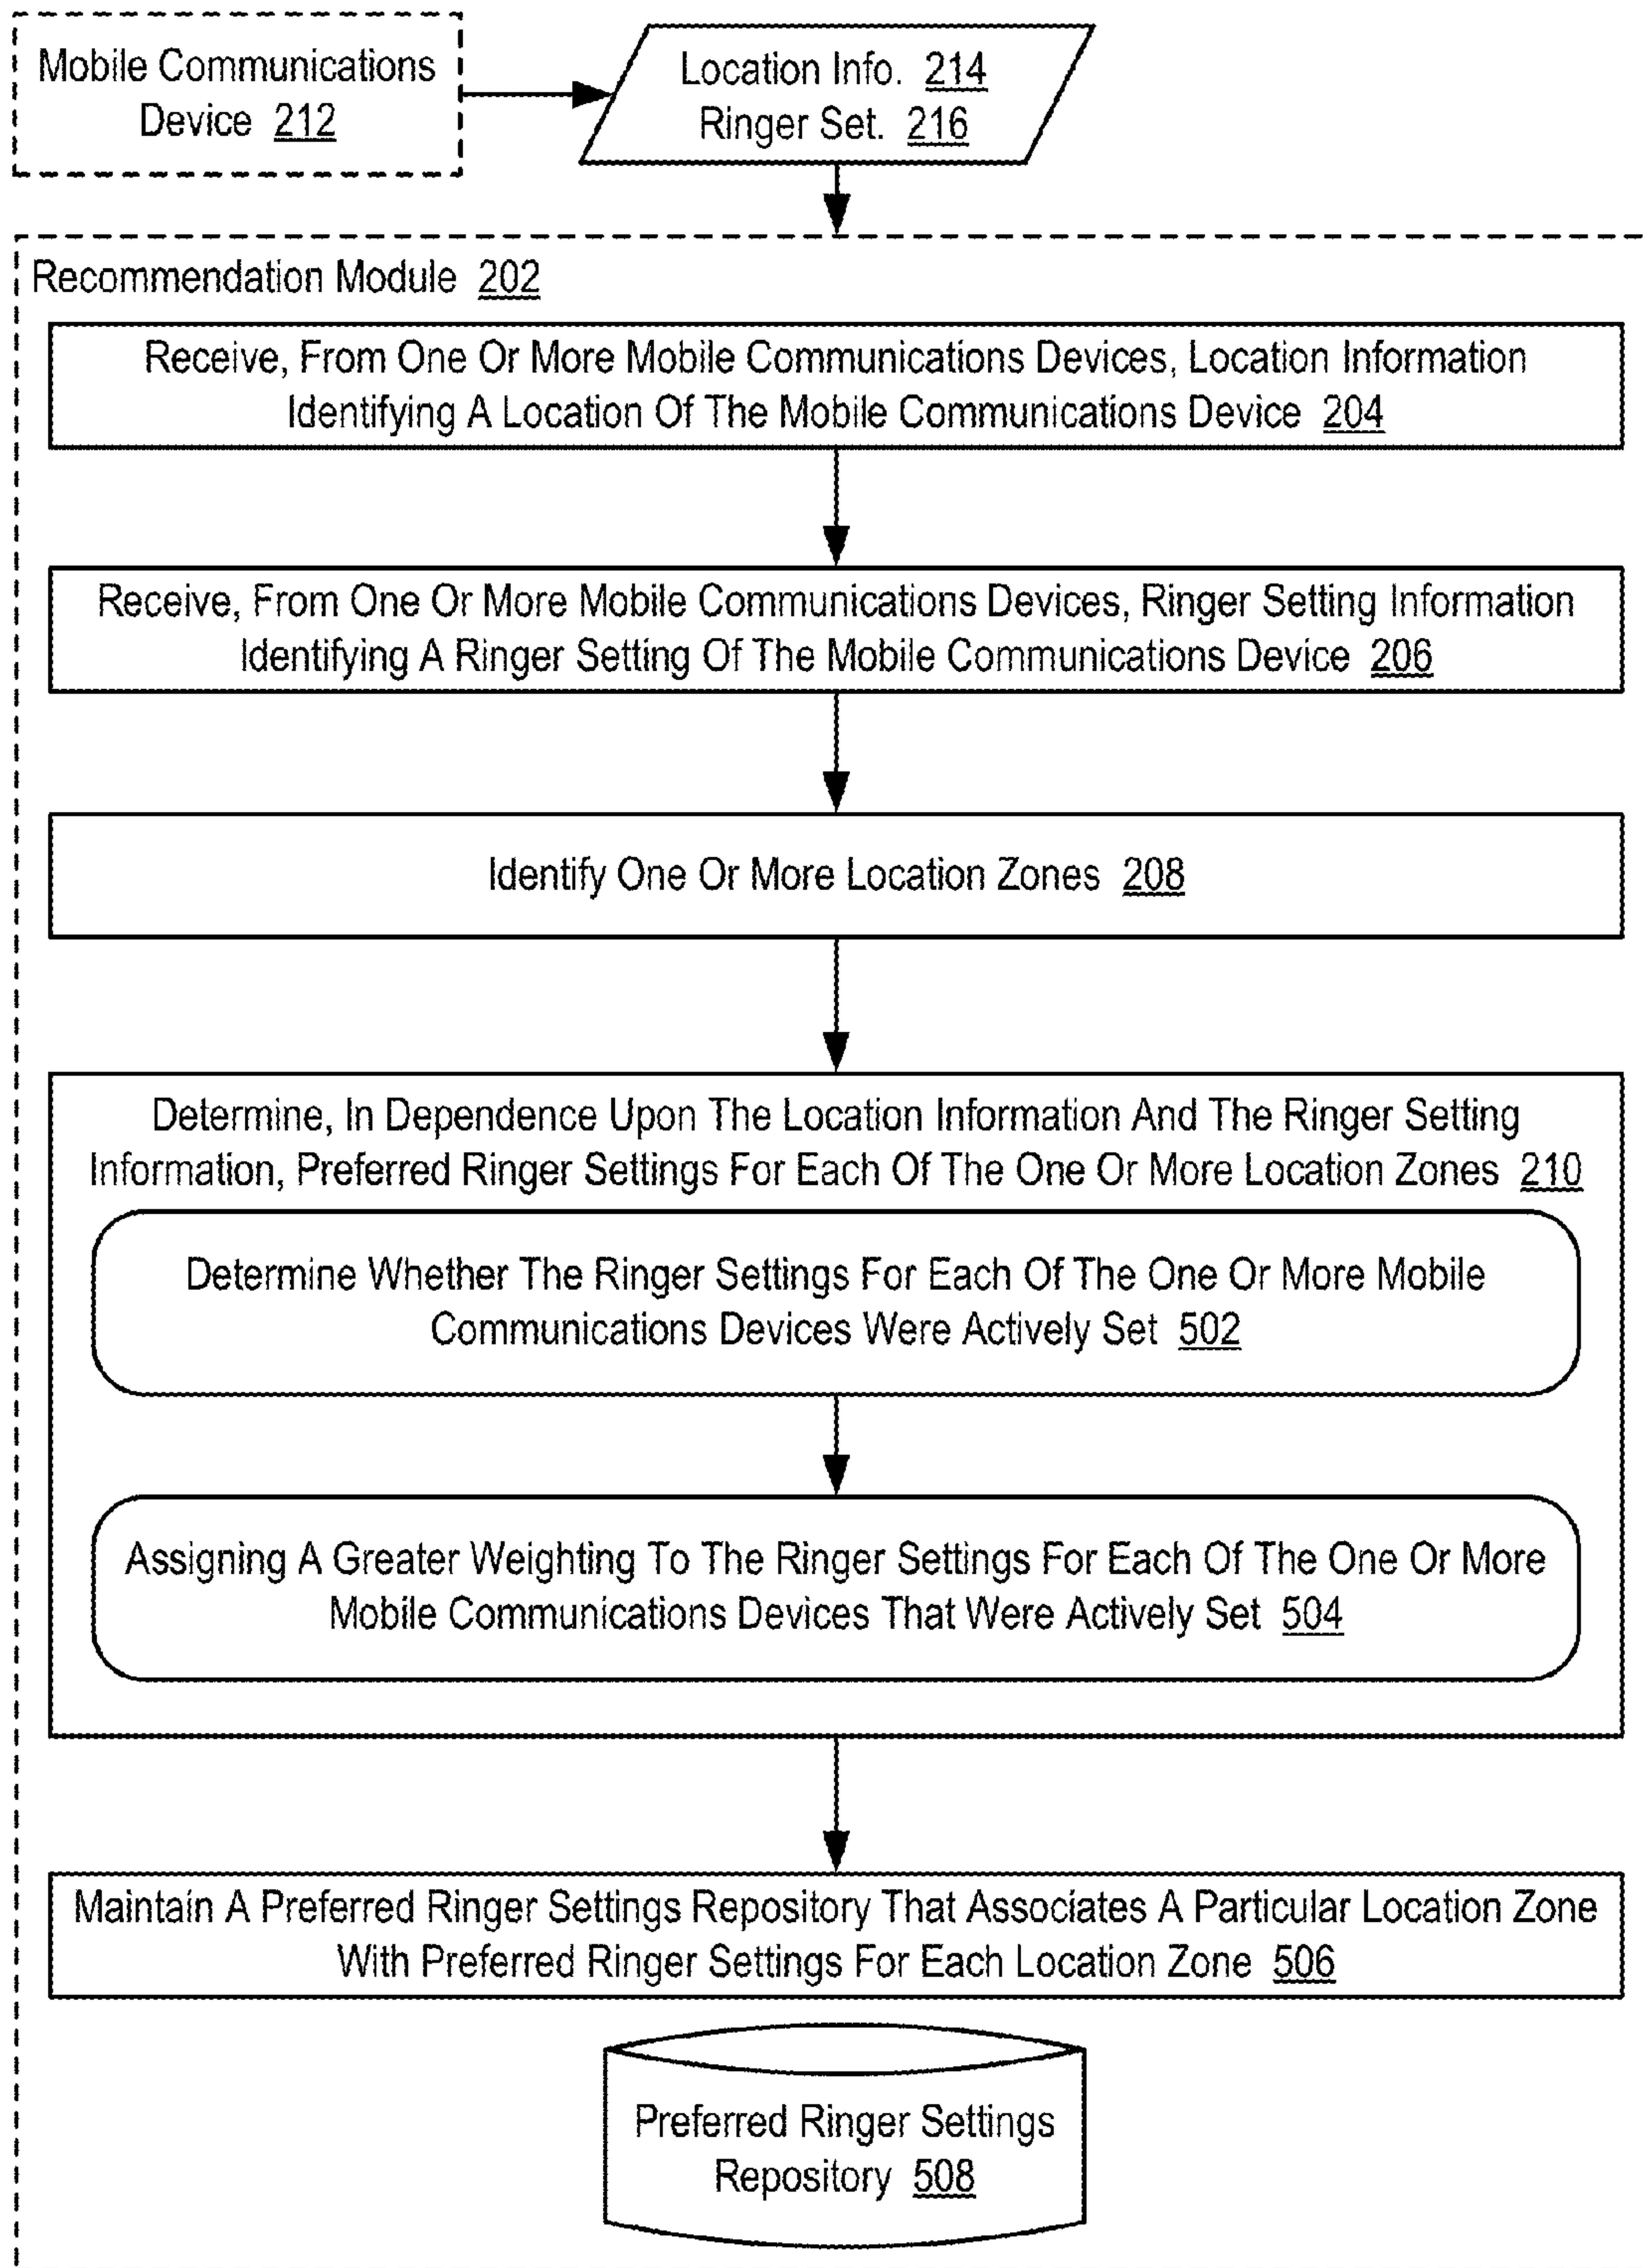 Mobile Communications
Device 212
Location Info. 214
Ringer Set. 216
Recommendation Module 202
Receive, From One Or More Mobile Communications Devices, Location Information
Identifying A Location Of The Mobile Communications Device 204
Receive, From One Or More Mobile Communications Devices, Ringer Setting Information
Identifying A Ringer Setting Of The Mobile Communications Device 206
Identify One Or More Location Zones 208
Determine, In Dependence Upon The Location Information And The Ringer Setting
Information, Preferred Ringer Settings For Each Of The One Or More Location Zones 210
Determine Whether The Ringer Settings For Each Of The One Or More Mobile
Communications Devices Were Actively Set 502
Assigning A Greater Weighting To The Ringer Settings For Each Of The One Or More
Mobile Communications Devices That Were Actively Set 504
Maintain A Preferred Ringer Settings Repository That Associates A Particular Location Zone
With Preferred Ringer Settings For Each Location Zone 506
Preferred Ringer Settings
Repository 508